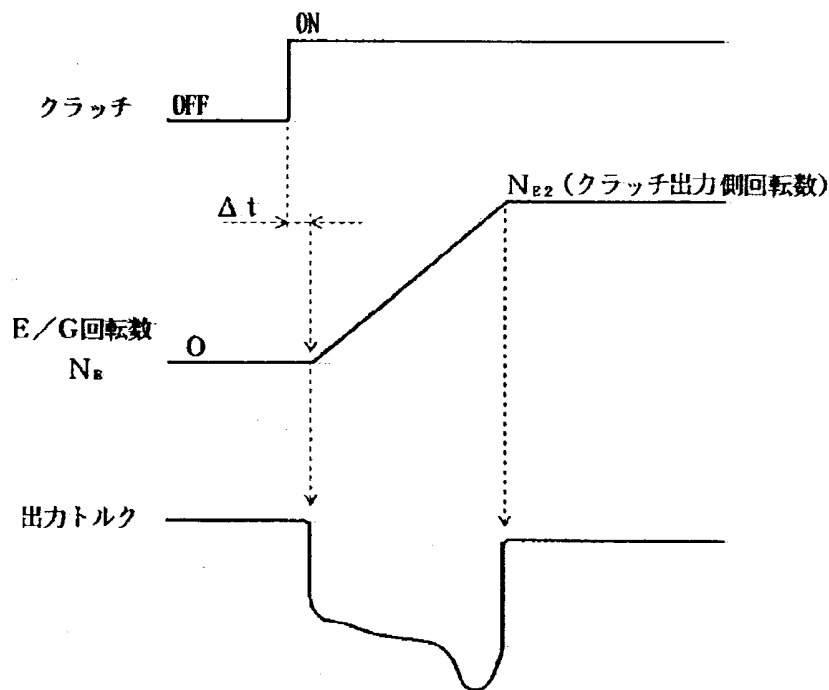 ON
クラッチ OFF
N_E2 (クラッチ出力側回転数)
Δt
E/G回転数
N_E
O
出力トルク